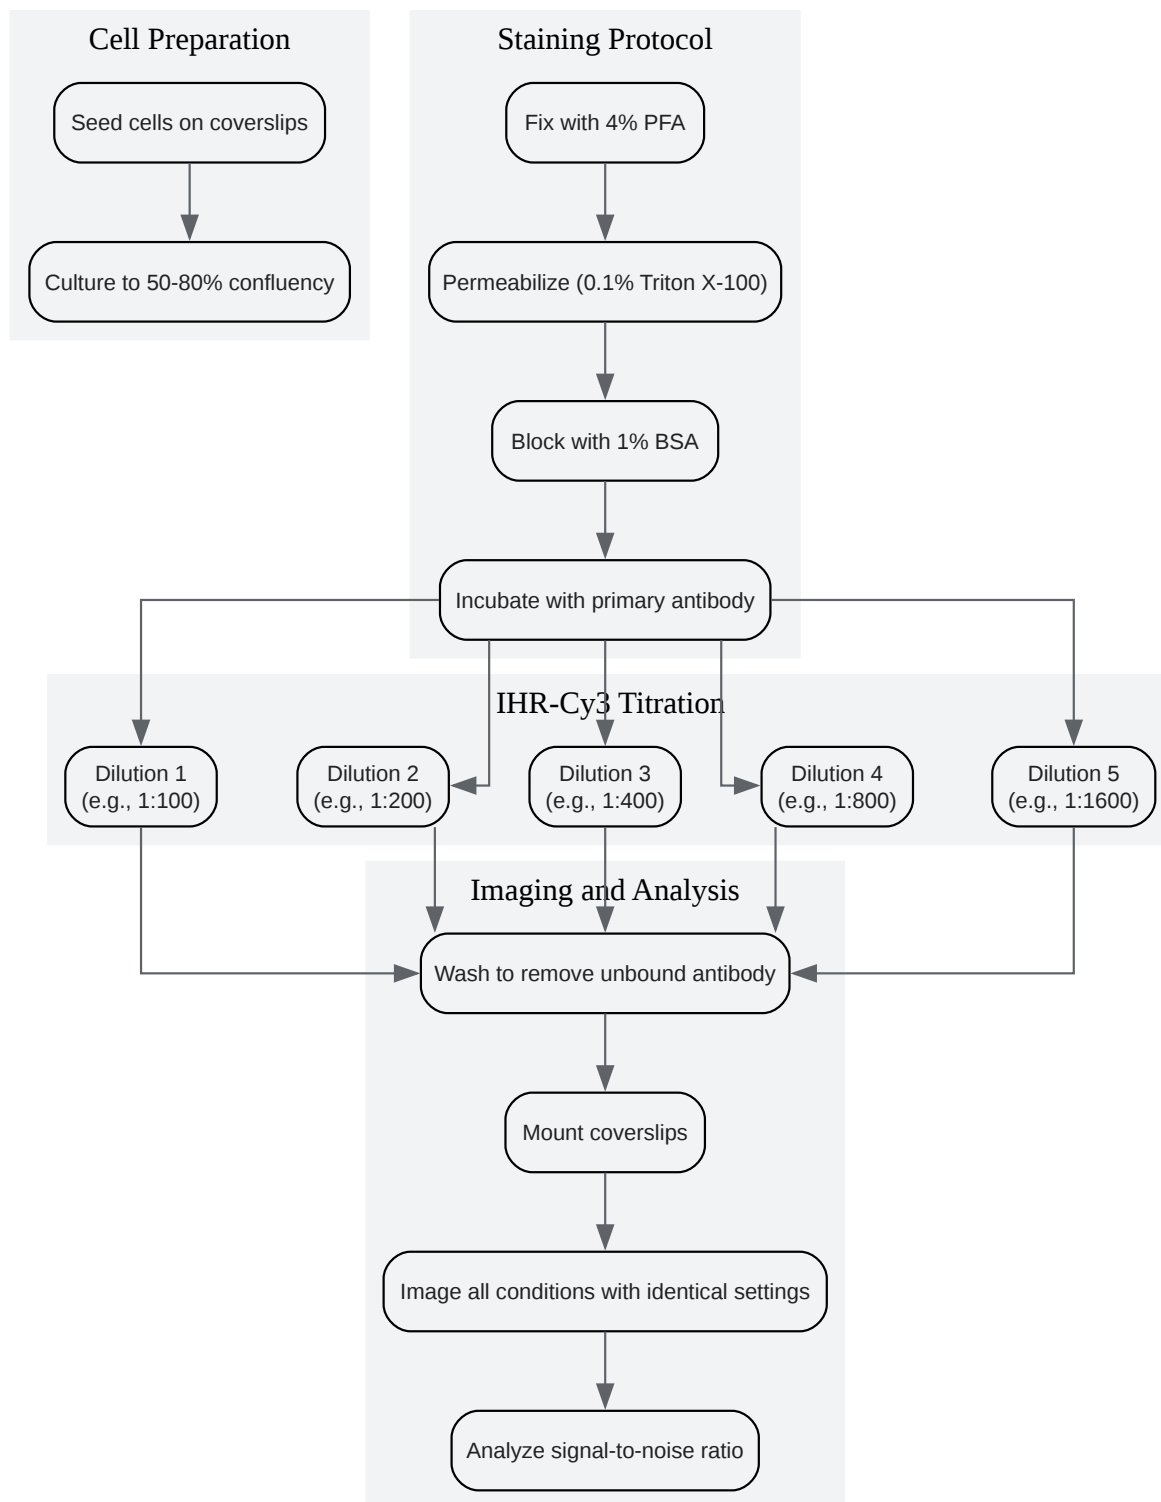 Cell Preparation
Seed cells on coverslips
Culture to 50-80% confluency
Staining Protocol
Fix with 4% PFA
Permeabilize (0.1% Triton X-100)
Block with 1% BSA
Incubate with primary antibody
IHR-Cy3 Titration
Dilution 1
(e.g., 1:100)
Dilution 2
(e.g., 1:200)
Dilution 3
(e.g., 1:400)
Dilution 4
(e.g., 1:800)
Dilution 5
(e.g., 1:1600)
Imaging and Analysis
Wash to remove unbound antibody
Mount coverslips
Image all conditions with identical settings
Analyze signal-to-noise ratio